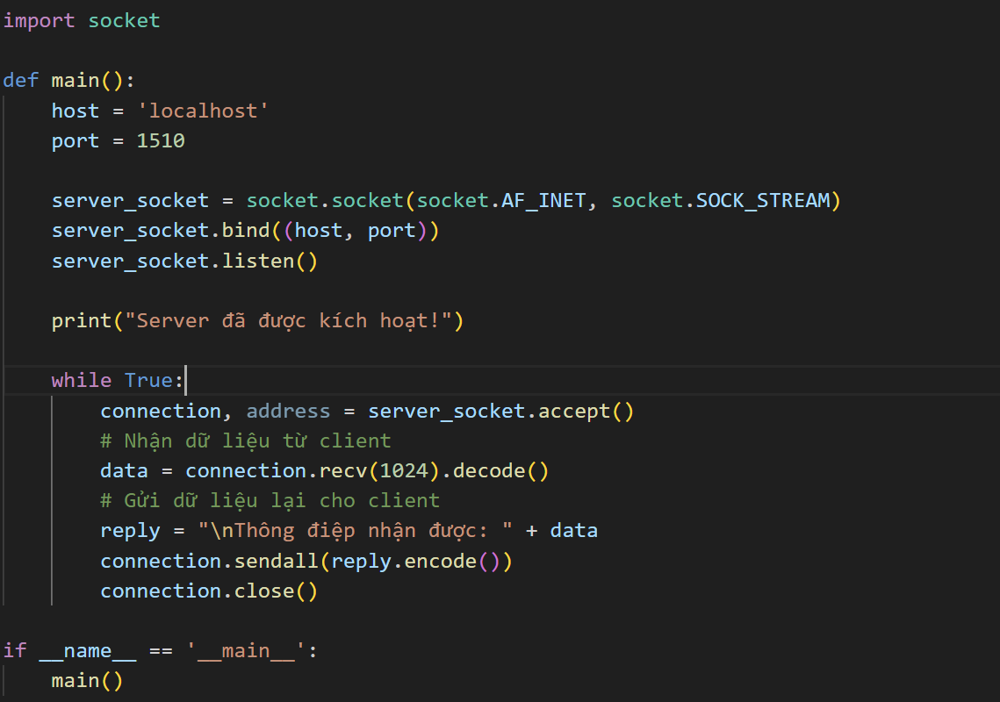 import socket
def main():
    host = 'localhost'
    port = 1510
    server_socket = socket.socket(socket.AF_INET, socket.SOCK_STREAM)
    server_socket.bind((host, port))
    server_socket.listen()
    print("Server đã được kích hoạt!")
    while True:
        connection, address = server_socket.accept()
        # Nhận dữ liệu từ client
        data = connection.recv(1024).decode()
        # Gửi dữ liệu lại cho client
        reply = "\nThông điệp nhận được: " + data
        connection.sendall(reply.encode())
        connection.close()
if __name__ == '__main__':
    main()